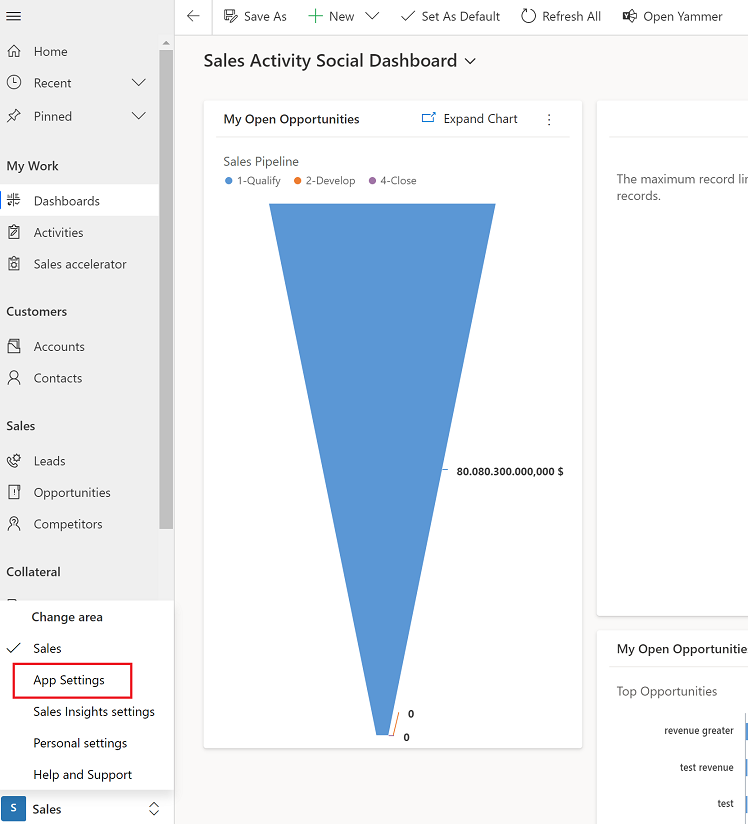 Save As
New
Set As Default
Refresh All
Open Yammer
Home
Recent
Pinned
My Work
Dashboards
Activities
Sales accelerator
Customers
Accounts
Contacts
Sales
Leads
Opportunities
Competitors
Collateral
Change area
Sales
App Settings
Sales Insights settings
Personal settings
Help and Support
S Sales
Sales Activity Social Dashboard
My Open Opportunities
Expand Chart
Sales Pipeline
1-Qualify 2-Develop 4-Close
80.080.300.000,000 $
0
0
The maximum record lin
records.
My Open Opportunitie
Top Opportunities
revenue greater
test revenue
test